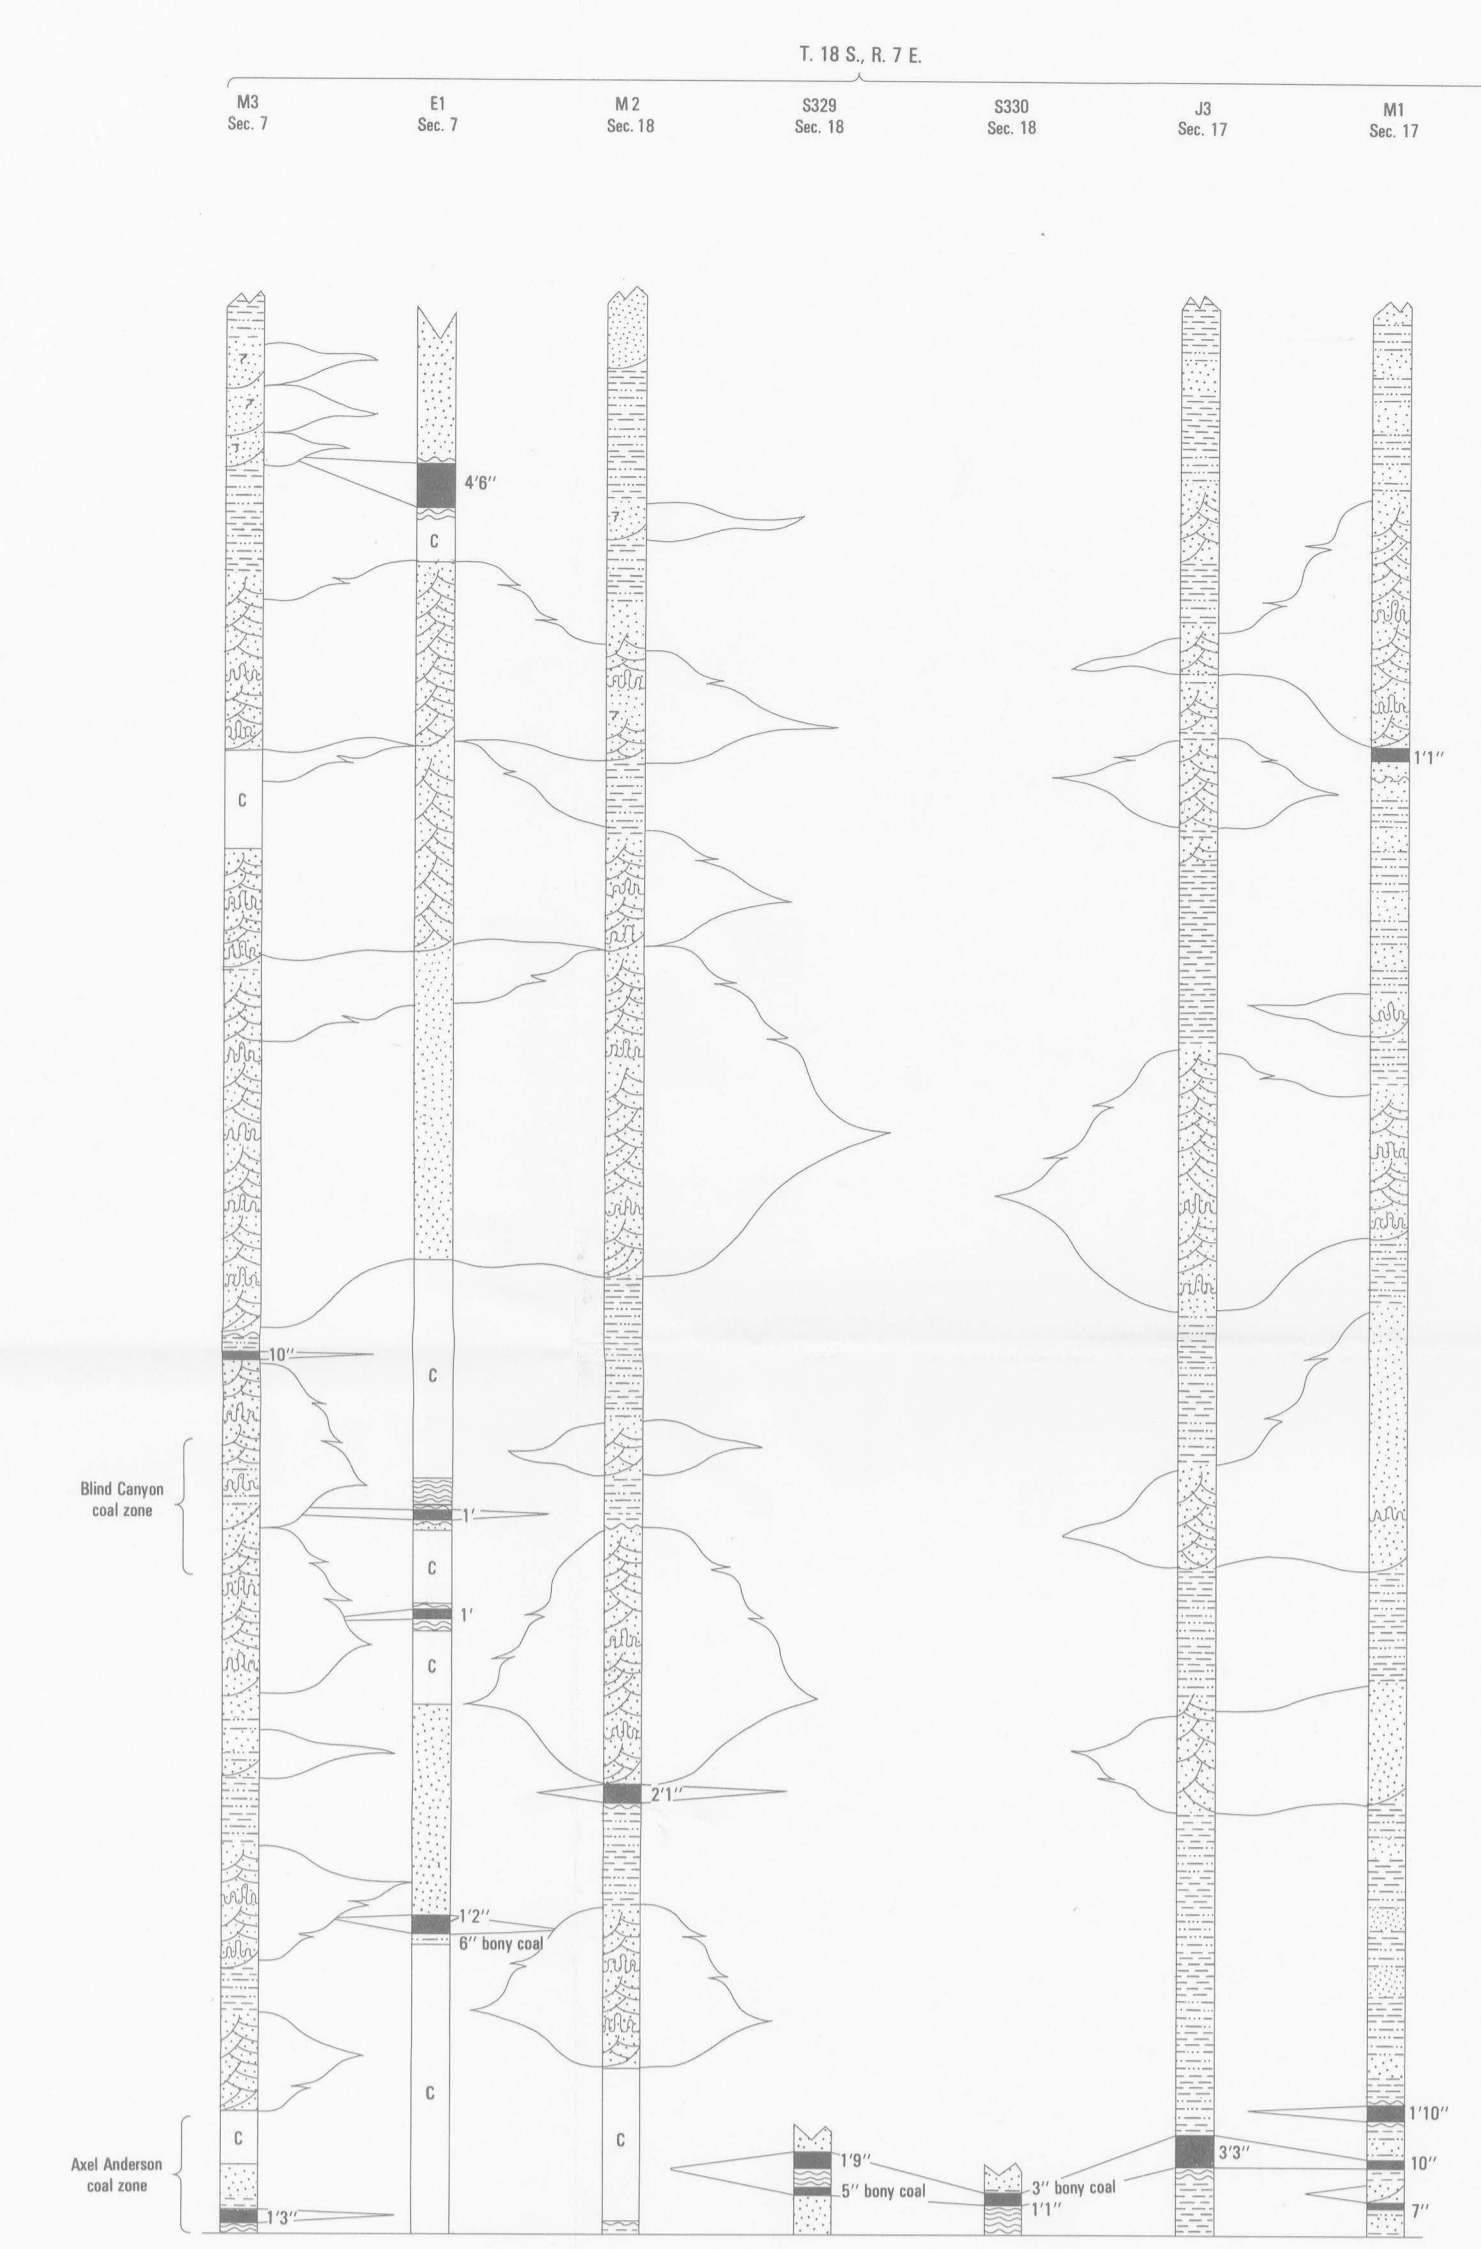 T. 18 S., R. 7 E.
M3
Sec. 7
E1
Sec. 7
M2
Sec. 18
S329
Sec. 18
S330
Sec. 18
J3
Sec. 17
M1
Sec. 17
?
?
?
4'6"
C
?
?
1'1"
C
10"
C
Blind Canyon
coal zone
1'
C
1'
C
2'1"
1'2"
6" bony coal
C
1'10"
C
C
1'9"
3'3"
10"
Axel Anderson
coal zone
5" bony coal
3" bony coal
1'1"
7"
1'3"